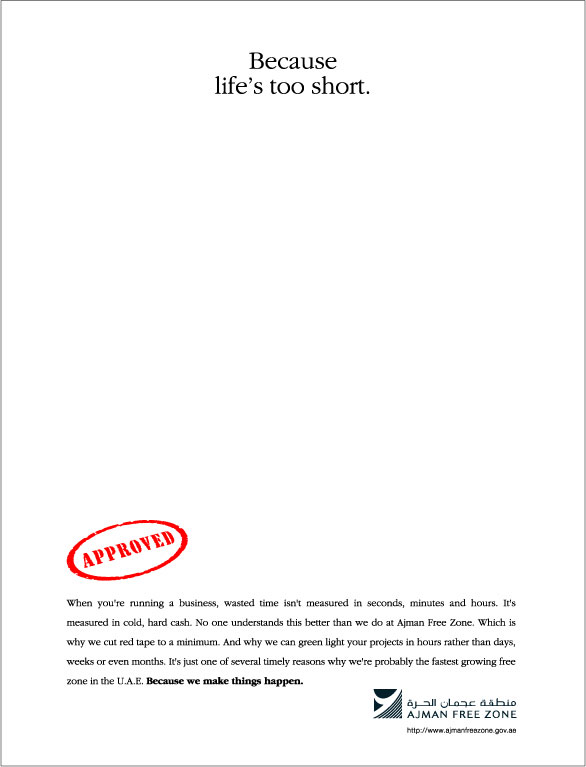 Because
life's too short.
APPROVED
When you're running a business, wasted time isn't measured in seconds, minutes and hours. It's
measured in cold, hard cash. No one understands this better than we do at Ajman Free Zone. Which is
why we cut red tape to a minimum. And why we can green light your projects in hours rather than days,
weeks or even months. It's just one of several timely reasons why we're probably the fastest growing free
zone in the U.A.E. Because we make things happen.
منطقة عجمان الحرة
AJMAN FREE ZONE
http://www.ajmanfreezone.gov.ae